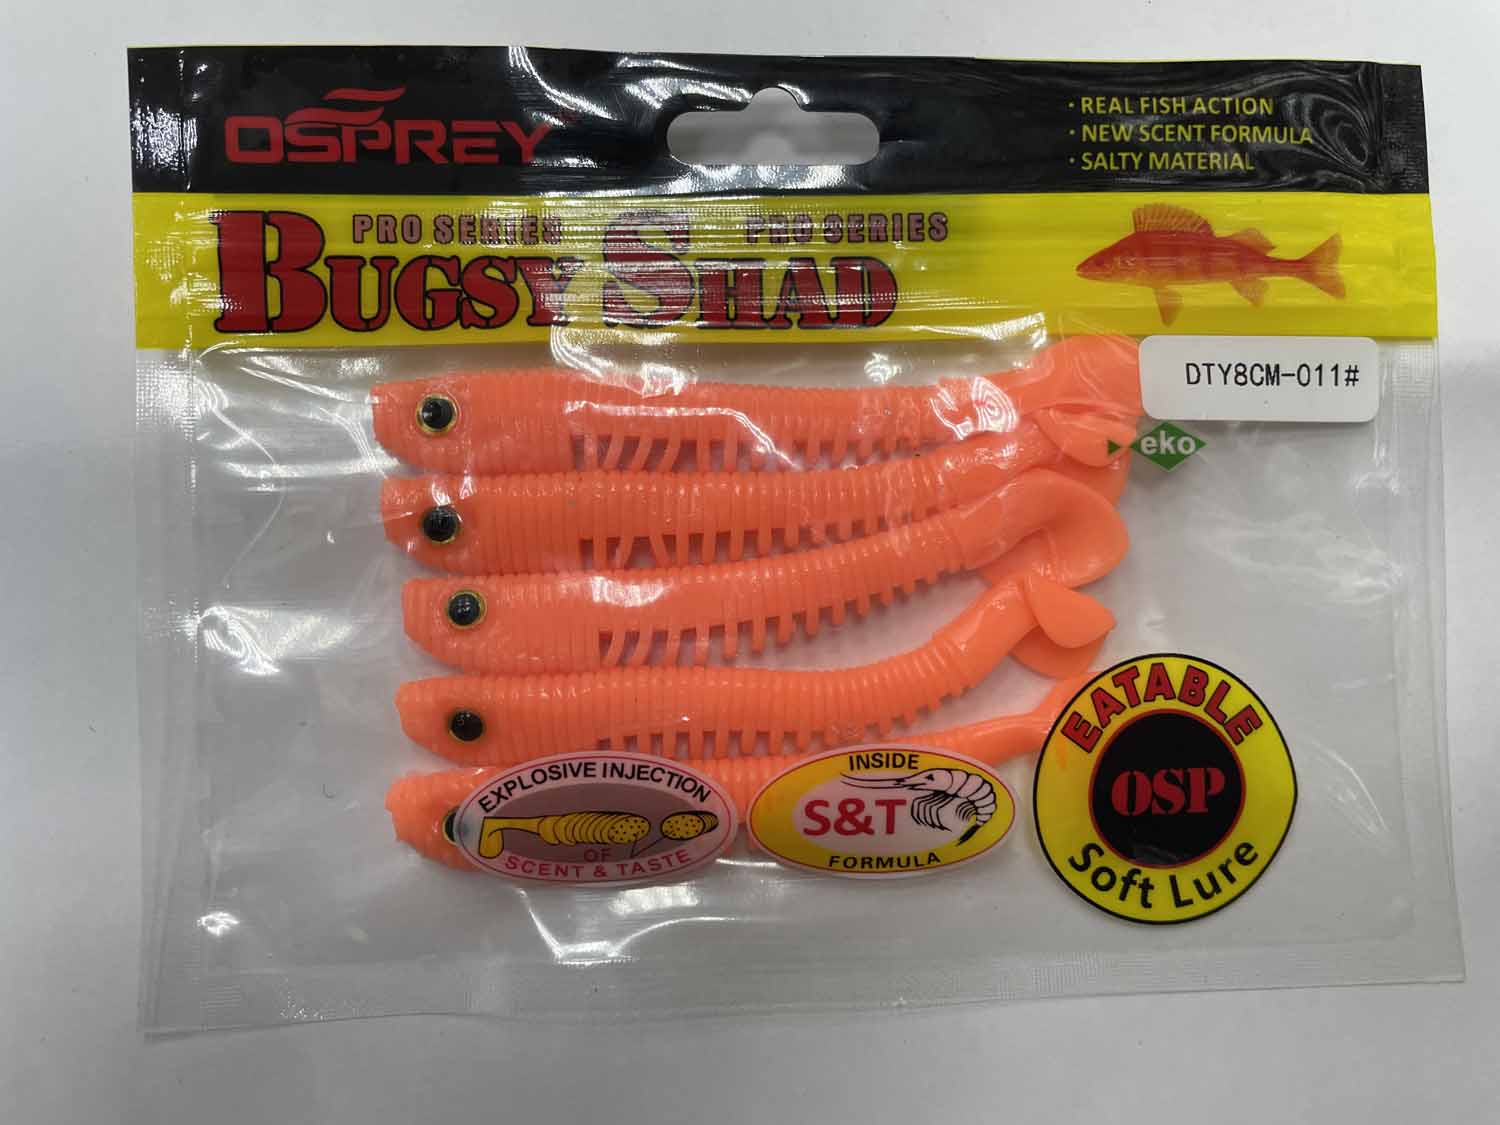 OSPREY
· REAL FISH ACTION
· NEW SCENT FORMULA
· SALTY MATERIAL
PRO SERIES PRO SERIES
BUGSY SHAD
DTY8CM-011#
eko
EXPLOSIVE INJECTION
OF
SCENT & TASTE
INSIDE
S&T
FORMULA
EATABLE
OSP
Soft Lure